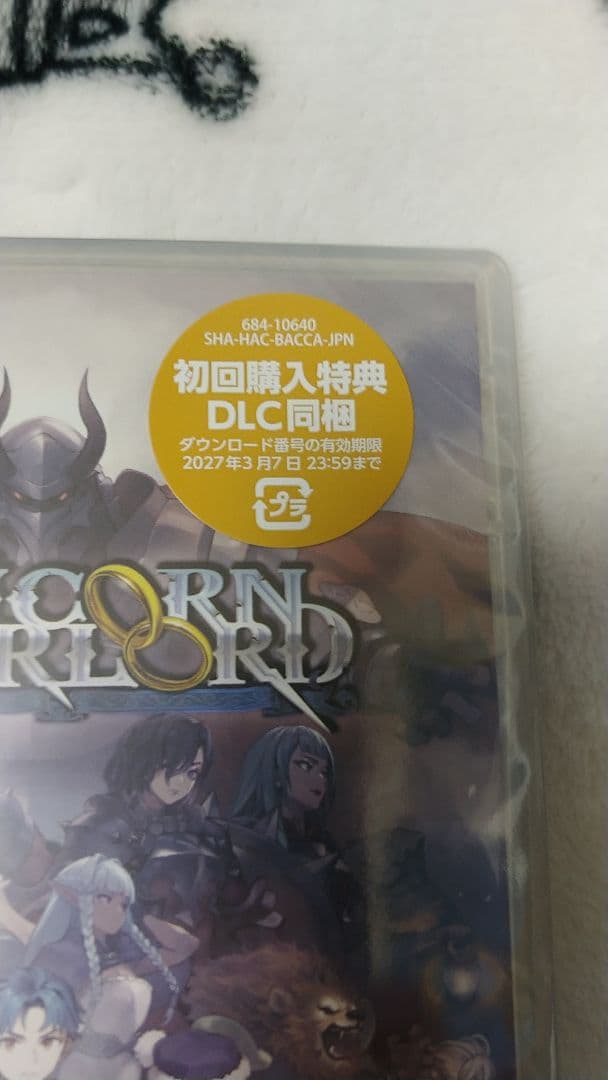 684-10640
SHA-HAC-BACCA-JPN
初回購入特典
DLC同梱
ダウンロード番号の有効期限
2027年3月7日 23:59まで
プラ
CORN
RLORD